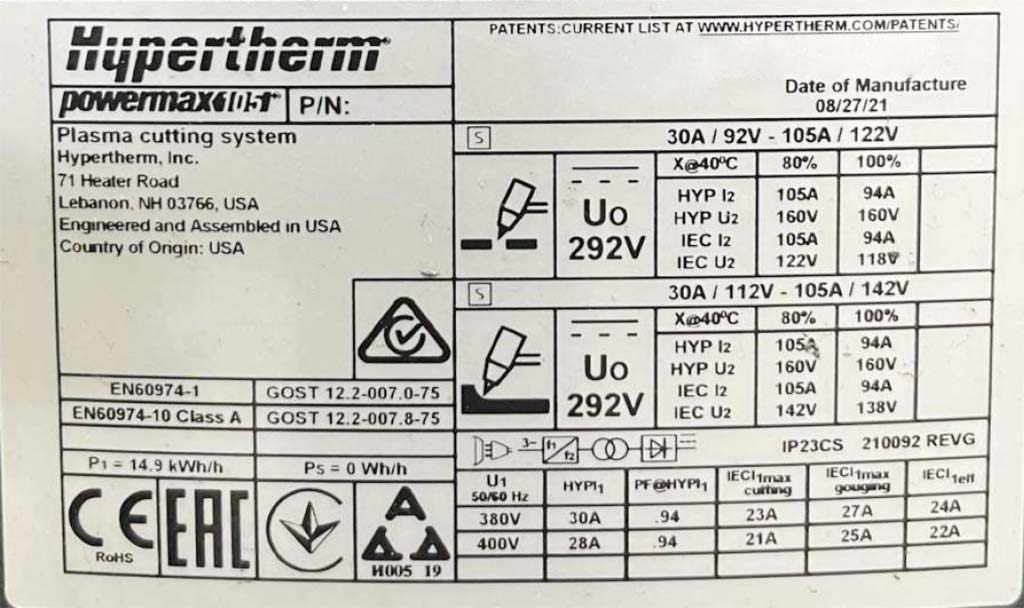 Hypertherm
PATENTS:CURRENT LIST AT WWW.HYPERTHERM.COM/PATENTS/
Date of Manufacture
08/27/21
powermax P/N:
Plasma cutting system
Hypertherm, Inc.
71 Heater Road
Lebanon, NH 03766, USA
Engineered and Assembled in USA
Country of Origin: USA
S 30A / 92V - 105A / 122V
U0 292V
X@40°C 80% 100%
HYP I2 105A 94A
HYP U2 160V 160V
IEC I2 105A 94A
IEC U2 122V 118V
S 30A / 112V - 105A / 142V
U0 292V
X@40°C 80% 100%
HYP I2 105A 94A
HYP U2 160V 160V
IEC I2 105A 94A
IEC U2 142V 138V
EN60974-1 GOST 12.2-007.0-75
EN60974-10 Class A GOST 12.2-007.8-75
P1 = 14.9 kWh/h PS = 0 Wh/h
3~ f1 f2 IP23CS 210092 REVG
U1 50/60 Hz HYPI1 PF@HYPI1 IECI1max cutting IECI1max gouging IECI1eff
380V 30A .94 23A 27A 24A
400V 28A .94 21A 25A 22A
CE
RoHS
EAC
И005 19